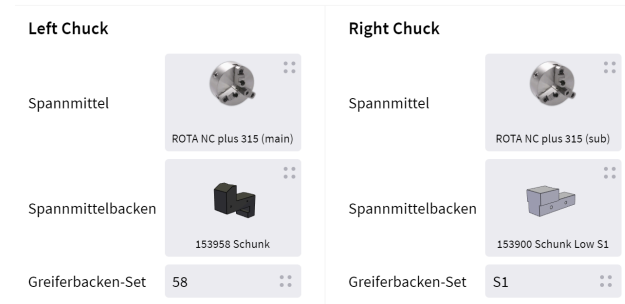 Left Chuck
Right Chuck
Spannmittel
ROTA NC plus 315 (main)
Spannmittel
ROTA NC plus 315 (sub)
Spannmittelbacken
153958 Schunk
Spannmittelbacken
153900 Schunk Low S1
Greiferbacken-Set
58
Greiferbacken-Set
S1